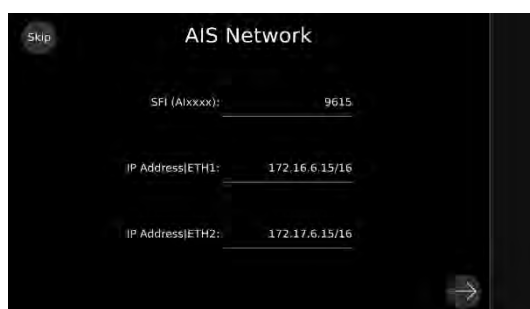 Skip
AIS Network
SFI (AIxxxx): 9615
IP Address|ETH1: 172.16.6.15/16
IP Address|ETH2: 172.17.6.15/16